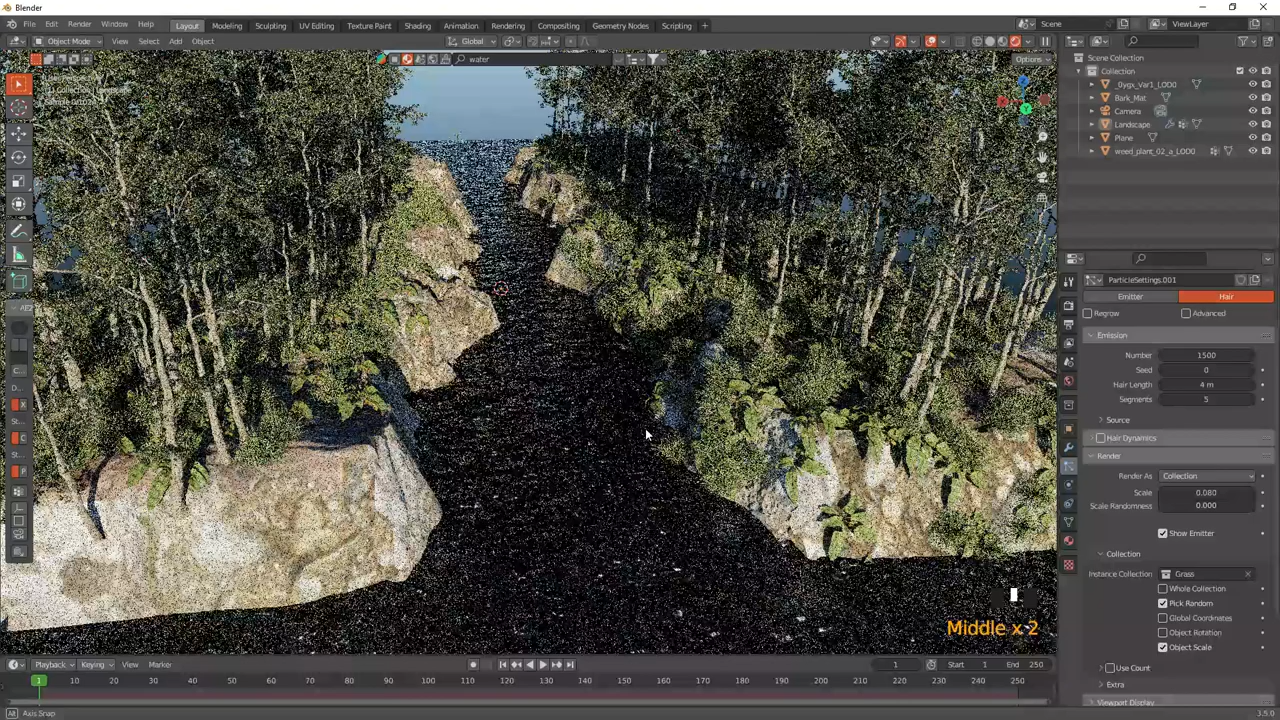 Blender
File Edit Render Window Help Layout Modeling Sculpting UV Editing Texture Paint Shading Animation Rendering Compositing Geometry Nodes Scripting + Scene ViewLayer
Object Mode View Select Add Object Global
water Options
Scene Collection
Collection
_0ygx_Var1_LOD0
Bark_Mat
Camera
Landscape
Plane
weed_plant_02_a_LOD0
ParticleSettings.001
Emitter Hair
Regrow Advanced
Emission
Number 1500
Seed 0
Hair Length 4 m
Segments 5
Source
Hair Dynamics
Render
Render As Collection
Scale 0.080
Scale Randomness 0.000
Show Emitter
Collection
Instance Collection Grass
Whole Collection
Pick Random
Global Coordinates
Object Rotation
Object Scale
Use Count
Extra
Viewport Display
Middle x 2
Playback Keying View Marker 1 Start 1 End 250
1 10 20 30 40 50 60 70 80 90 100 110 120 130 140 150 160 170 180 190 200 210 220 230 240 250
Axis Snap 3.5.0